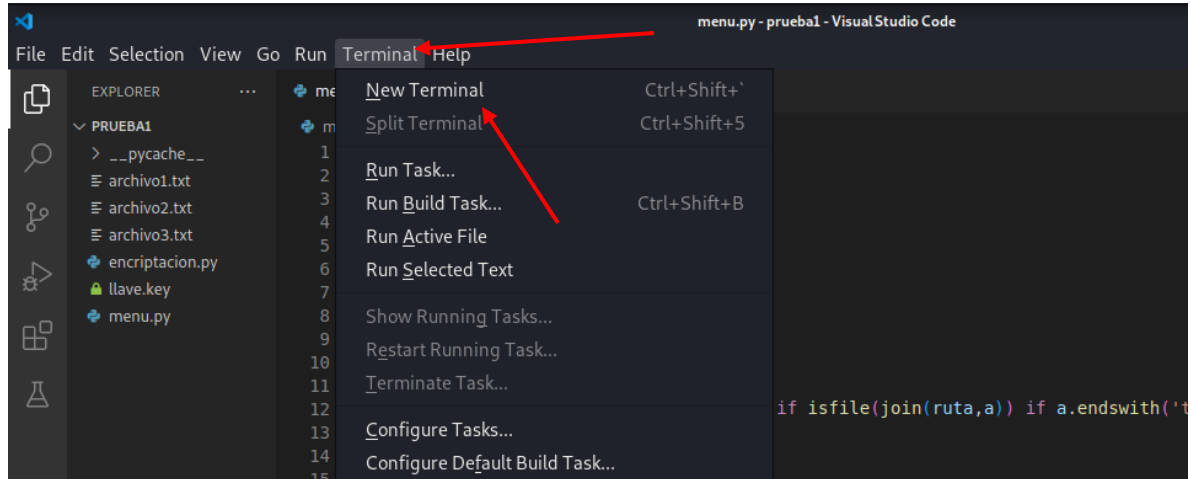 menu.py - prueba1 - Visual Studio Code
File Edit Selection View Go Run Terminal Help
EXPLORER ... me
New Terminal Ctrl+Shift+`
PRUEBA1 m
Split Terminal Ctrl+Shift+5
__pycache__ 1
archivo1.txt 2
Run Task...
archivo2.txt 3
Run Build Task... Ctrl+Shift+B
archivo3.txt 4
Run Active File
5
encriptacion.py 6
Run Selected Text
llave.key 7
menu.py 8
Show Running Tasks...
9
Restart Running Task...
10
11
Terminate Task...
12 if isfile(join(ruta,a)) if a.endswith('t
13
Configure Tasks...
14
Configure Default Build Task...
15